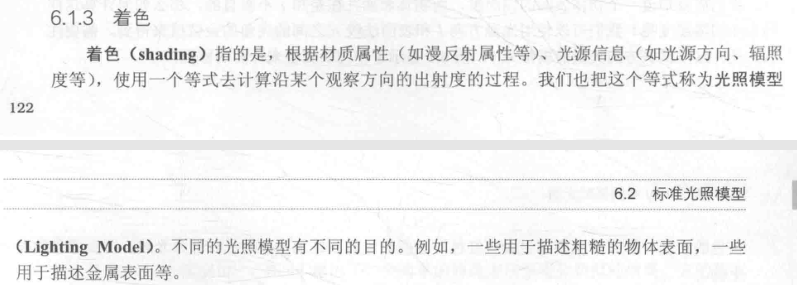 6.1.3 着色
着色（shading）指的是，根据材质属性（如漫反射属性等）、光源信息（如光源方向、辐照
度等），使用一个等式去计算沿某个观察方向的出射度的过程。我们也把这个等式称为光照模型
122
6.2 标准光照模型
（Lighting Model）。不同的光照模型有不同的目的。例如，一些用于描述粗糙的物体表面，一些
用于描述金属表面等。